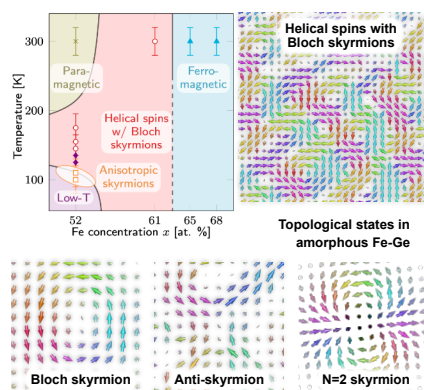 Temperature [K]
300
200
100
Para-
magnetic
Helical spins
w/ Bloch
skyrmions
Ferro-
magnetic
Anisotropic
skyrmions
Low-T
52
61
65
68
Fe concentration x [at. %]
Helical spins with
Bloch skyrmions
Topological states in
amorphous Fe-Ge
Bloch skyrmion
Anti-skyrmion
N=2 skyrmion